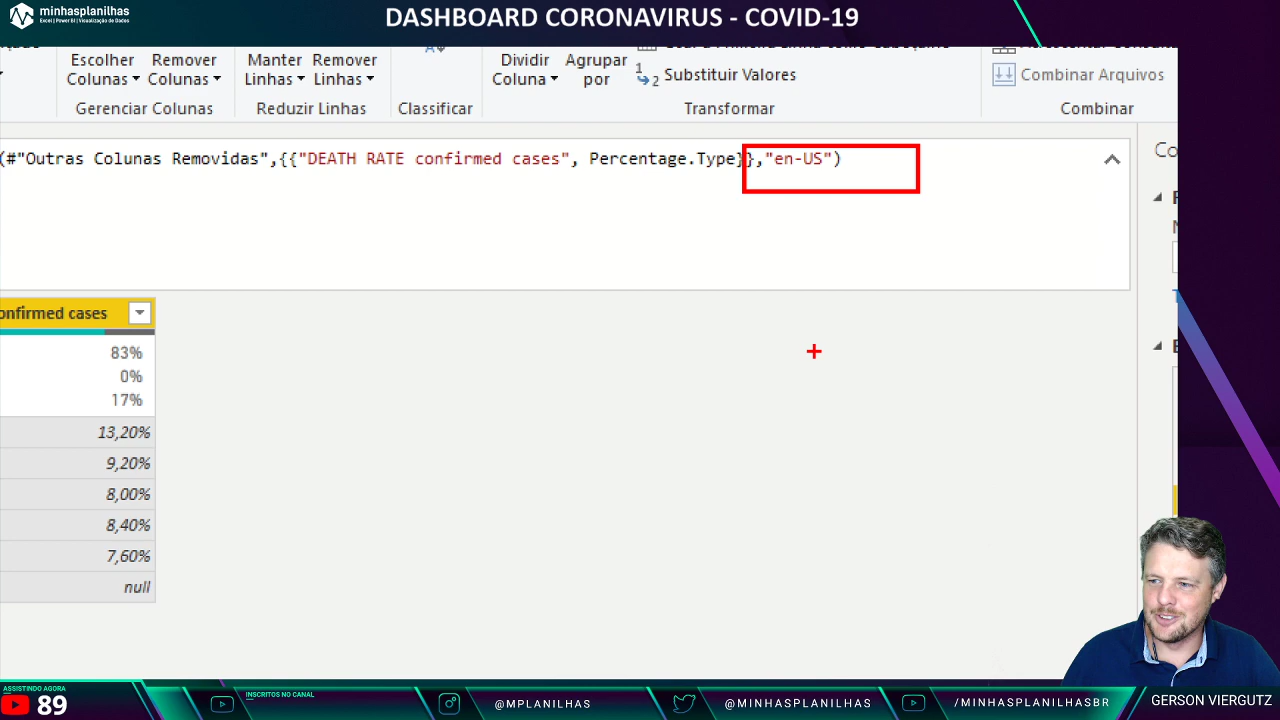 minhasplanilhas
Excel | Power BI | Visualização de Dados
DASHBOARD CORONAVIRUS - COVID-19
Escolher Colunas
Remover Colunas
Gerenciar Colunas
Manter Linhas
Remover Linhas
Reduzir Linhas
Classificar
Dividir Coluna
Agrupar por
1 2 Substituir Valores
Transformar
Combinar Arquivos
Combinar
(#"Outras Colunas Removidas",{{"DEATH RATE confirmed cases", Percentage.Type}},"en-US")
Co
onfirmed cases
83%
0%
17%
13,20%
9,20%
8,00%
8,40%
7,60%
null
ASSISTINDO AGORA
89
INSCRITOS NO CANAL
@MPLANILHAS
@MINHASPLANILHAS
/MINHASPLANILHASBR
GERSON VIERGUTZ